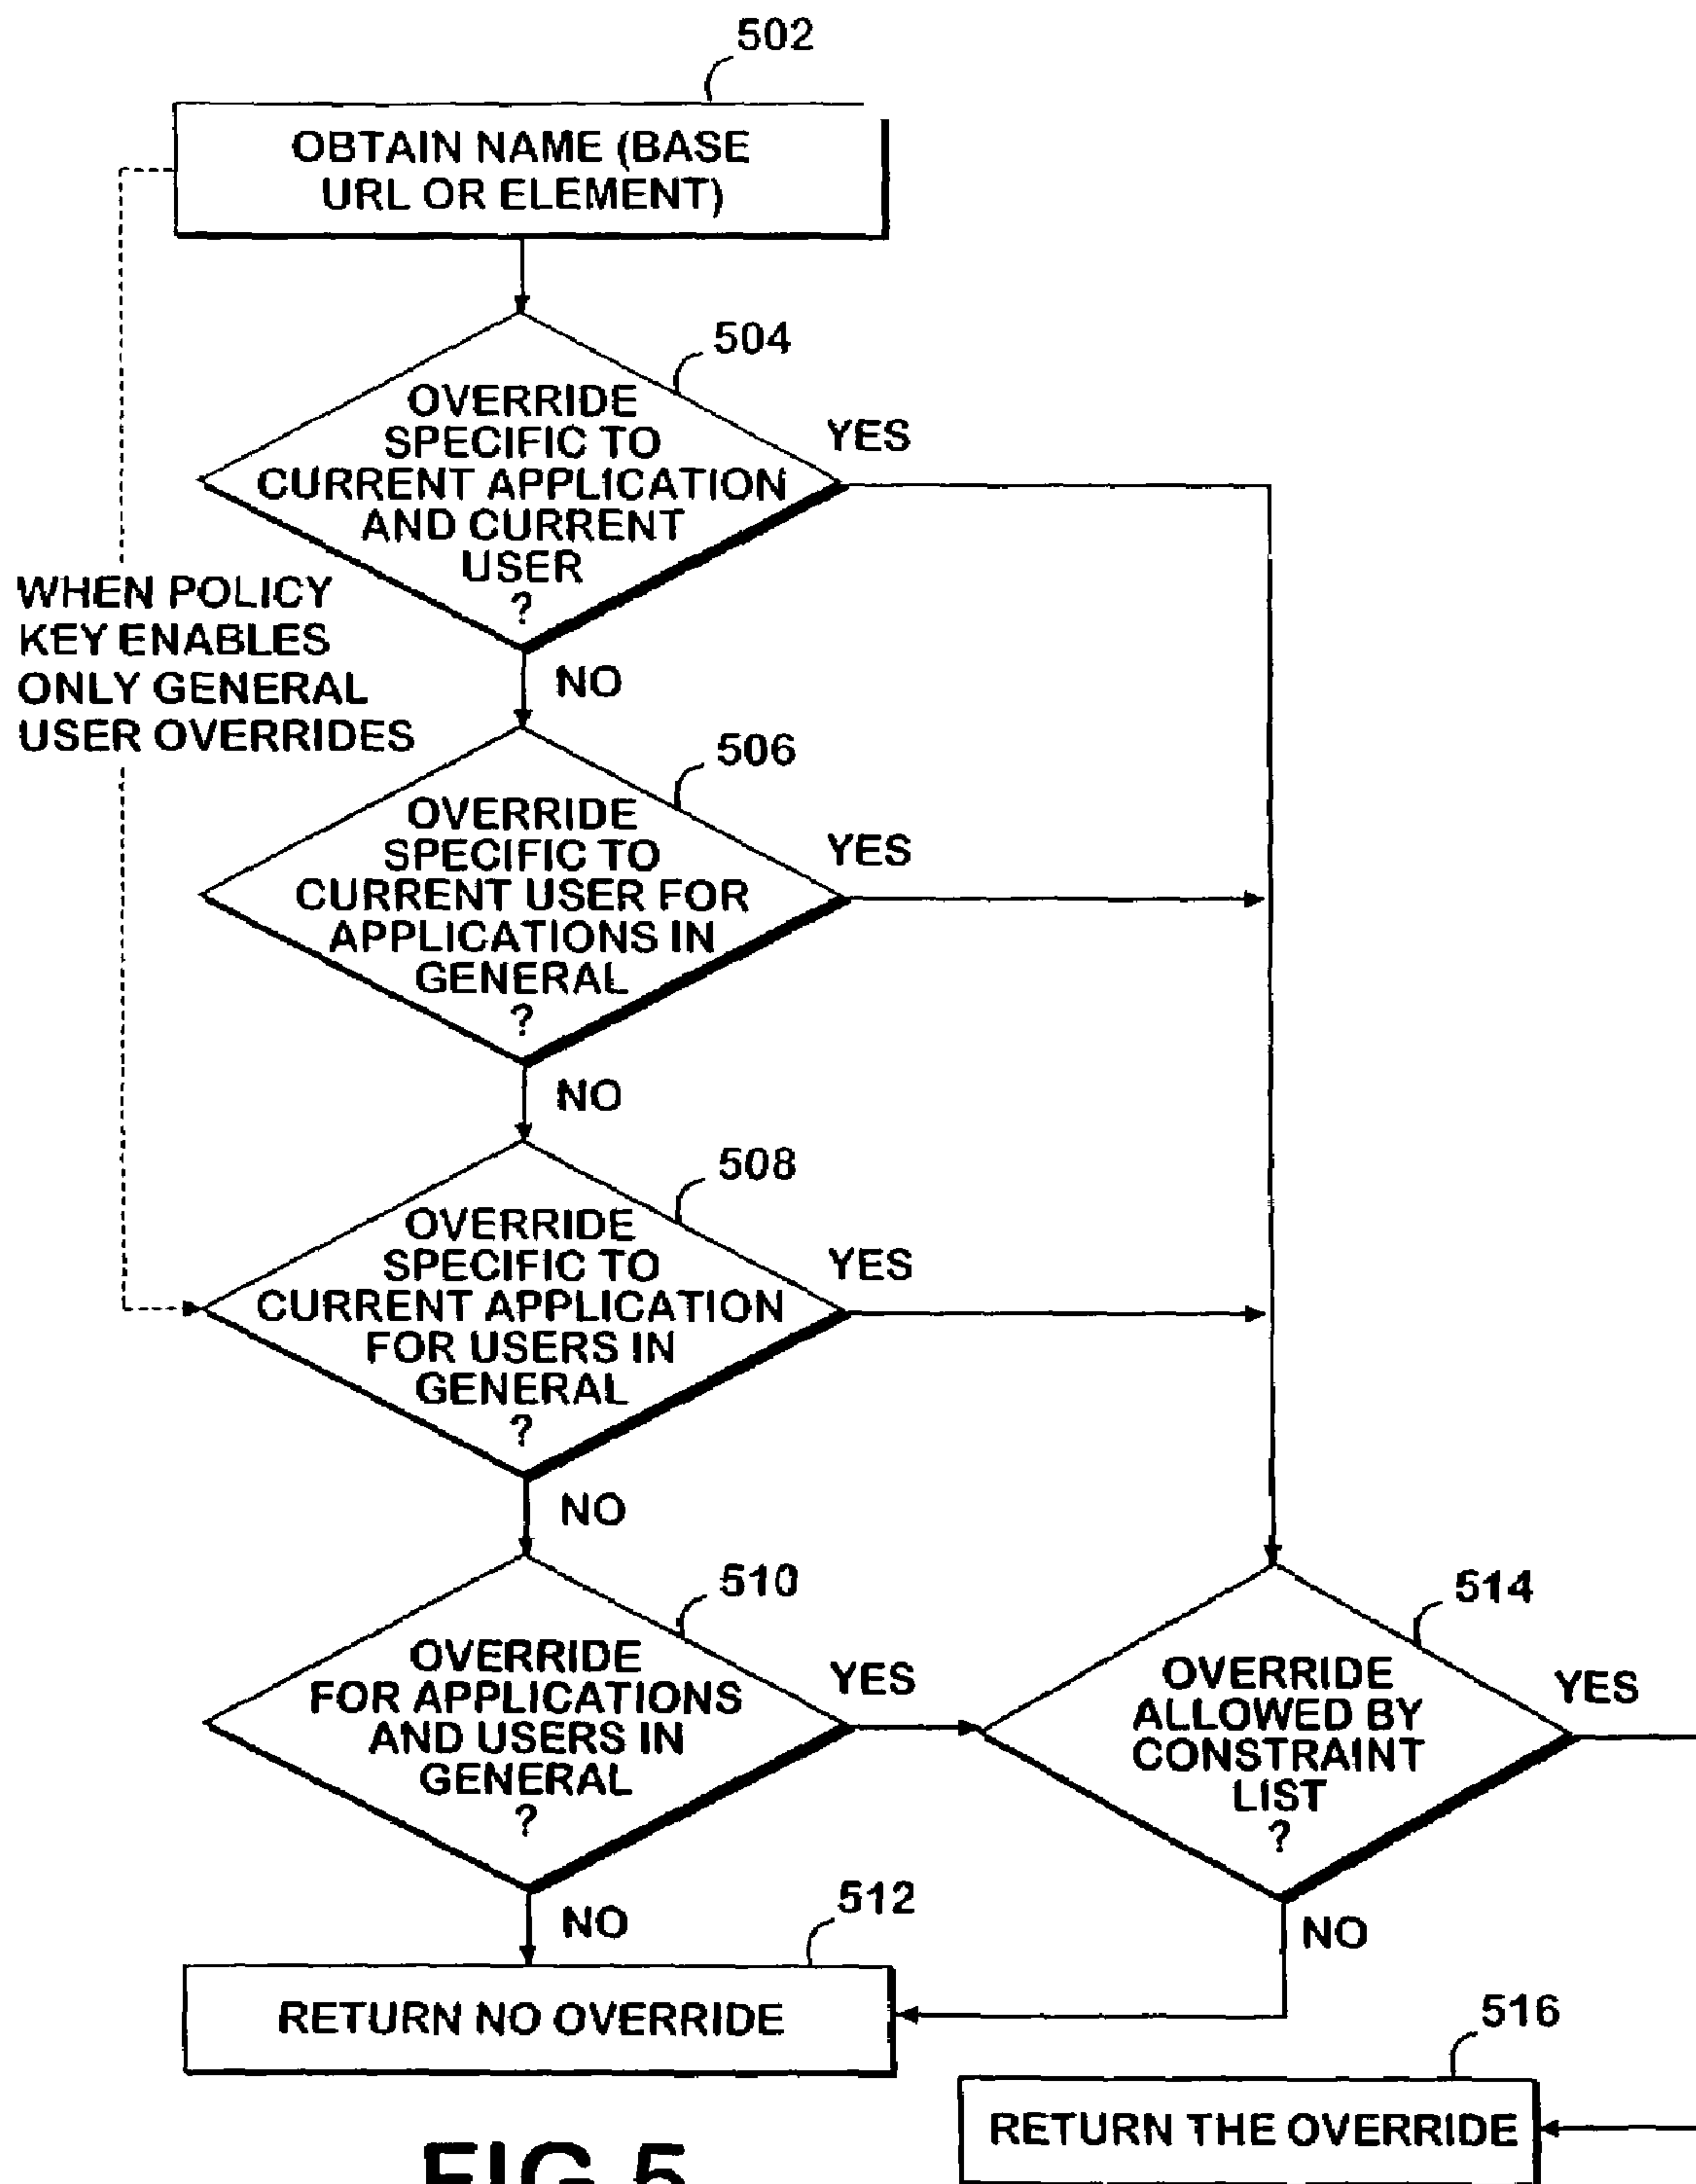 502
OBTAIN NAME (BASE
URL OR ELEMENT)
504
OVERRIDE
SPECIFIC TO
CURRENT APPLICATION
AND CURRENT
USER
?
YES
WHEN POLICY
KEY ENABLES
ONLY GENERAL
USER OVERRIDES
NO
506
OVERRIDE
SPECIFIC TO
CURRENT USER FOR
APPLICATIONS IN
GENERAL
?
YES
NO
508
OVERRIDE
SPECIFIC TO
CURRENT APPLICATION
FOR USERS IN
GENERAL
?
YES
NO
510
OVERRIDE
FOR APPLICATIONS
AND USERS IN
GENERAL
?
YES
514
OVERRIDE
ALLOWED BY
CONSTRAINT
LIST
?
YES
NO
NO
512
RETURN NO OVERRIDE
516
RETURN THE OVERRIDE
FIG 5